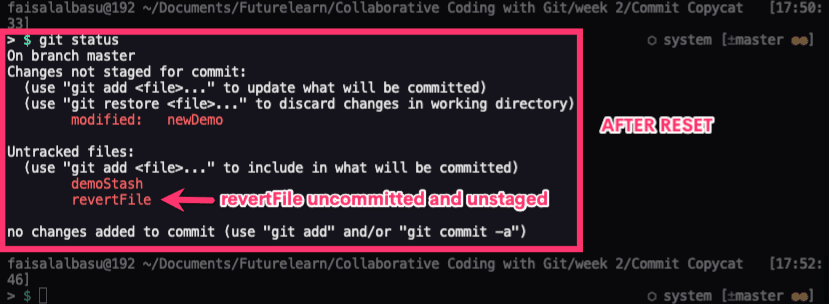 faisalalbasu@192 ~/Documents/Futurelearn/Collaborative Coding with Git/week 2/Commit Copycat [17:50:
33]
> $ git status
system [±master
On branch master
Changes not staged for commit:
(use "git add <file>..." to update what will be committed)
(use "git restore <file>..." to discard changes in working directory)
modified: newDemo
AFTER RESET
Untracked files:
(use "git add <file>..." to include in what will be committed)
demoStash
revertFile
revertFile uncommitted and unstaged
no changes added to commit (use "git add" and/or "git commit -a")
faisalalbasu@192 ~/Documents/Futurelearn/Collaborative Coding with Git/week 2/Commit Copycat [17:52:
46]
> $
system [±master ]